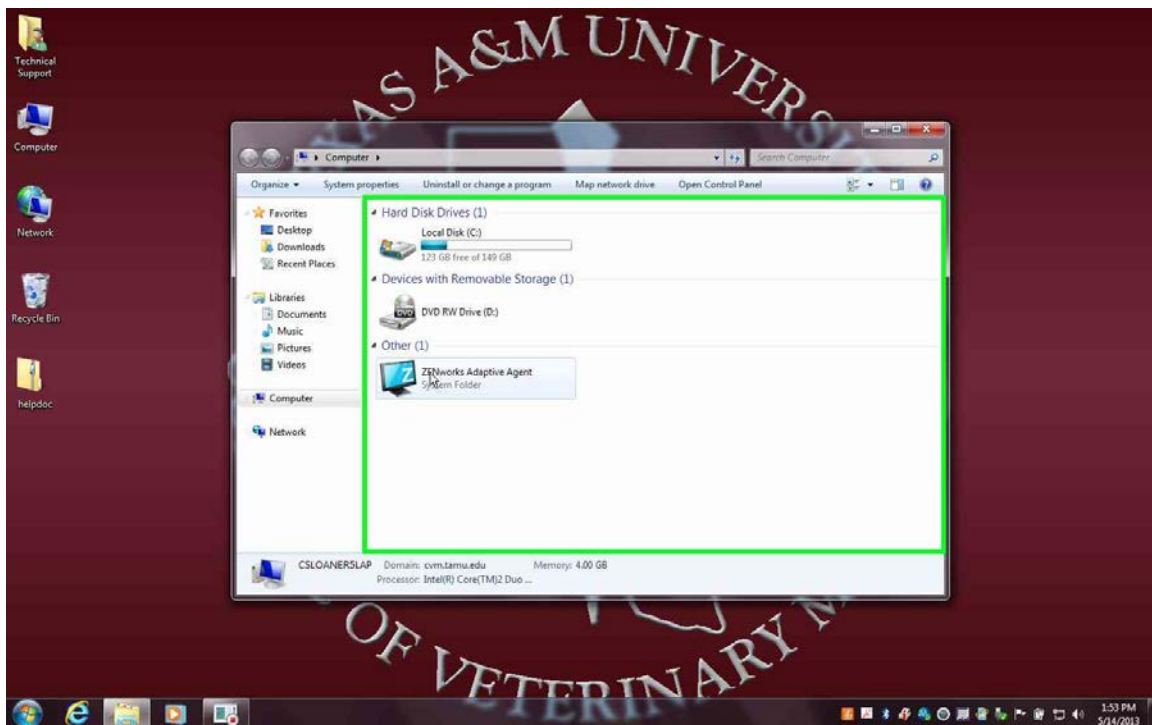 TEXAS A&M UNIVERSITY
Technical
Support
Computer
Network
Recycle Bin
helpdoc
Computer
Search Computer
Organize
System properties
Uninstall or change a program
Map network drive
Open Control Panel
Favorites
Desktop
Downloads
Recent Places
Libraries
Documents
Music
Pictures
Videos
Computer
Network
Hard Disk Drives (1)
Local Disk (C:)
123 GB free of 149 GB
Devices with Removable Storage (1)
DVD
DVD RW Drive (D:)
Other (1)
Z
ZENworks Adaptive Agent
System Folder
CSLOANER5LAP
Domain: cvm.tamu.edu
Memory: 4.00 GB
Processor: Intel(R) Core(TM)2 Duo ...
OF VETERINARY M
1:53 PM
5/14/2013